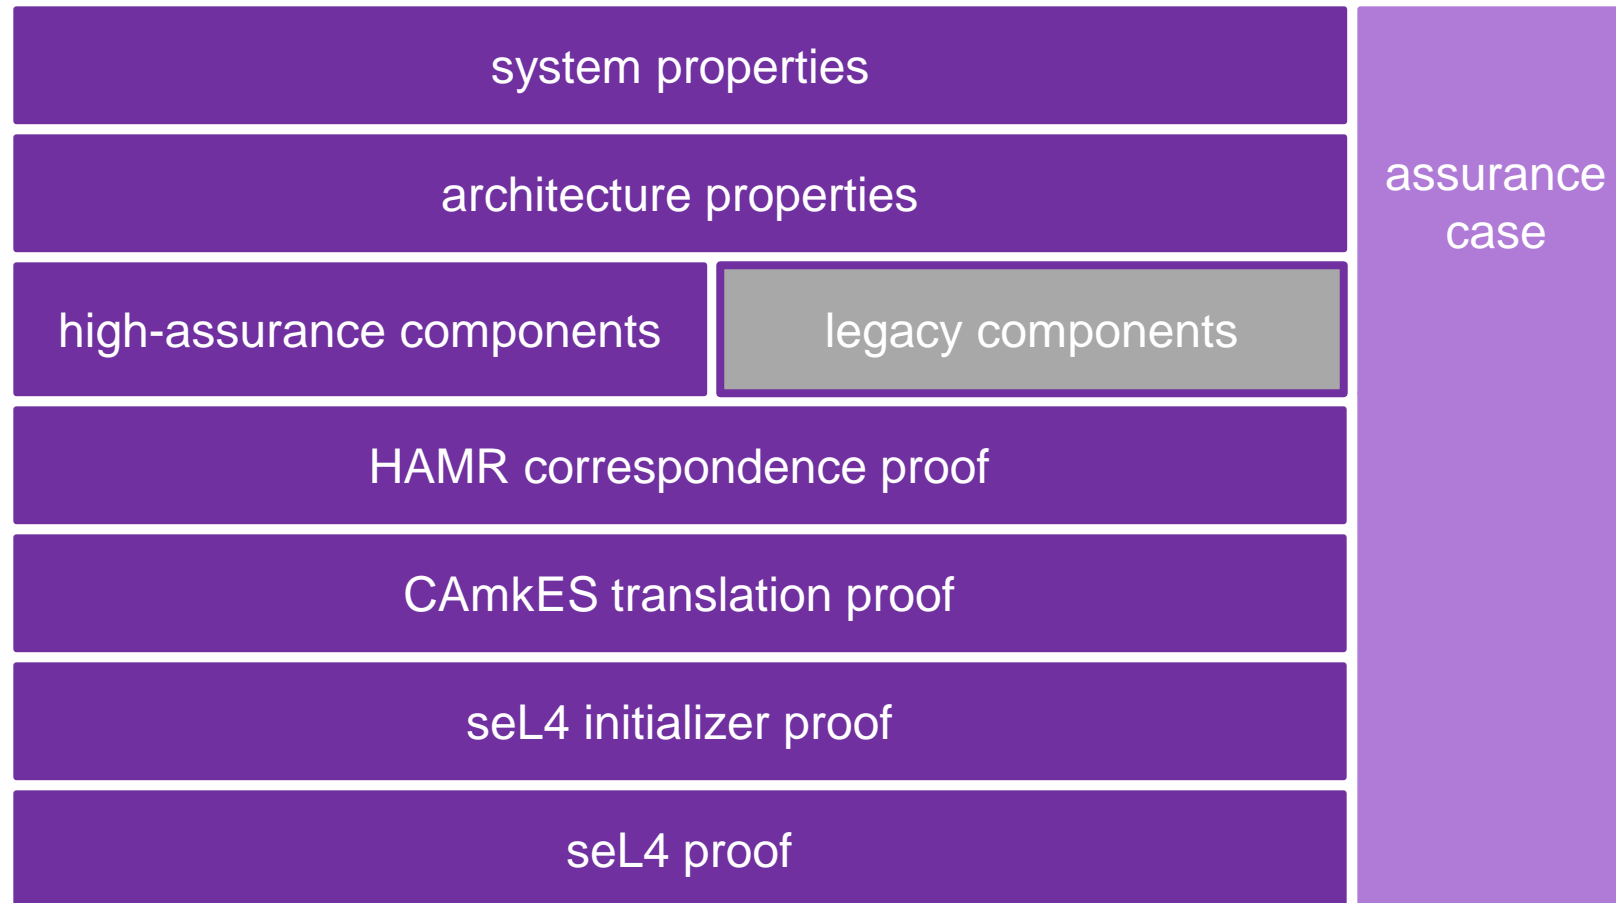 system properties
architecture properties
assurance
case
high-assurance components
legacy components
HAMR correspondence proof
CAmkES translation proof
seL4 initializer proof
seL4 proof